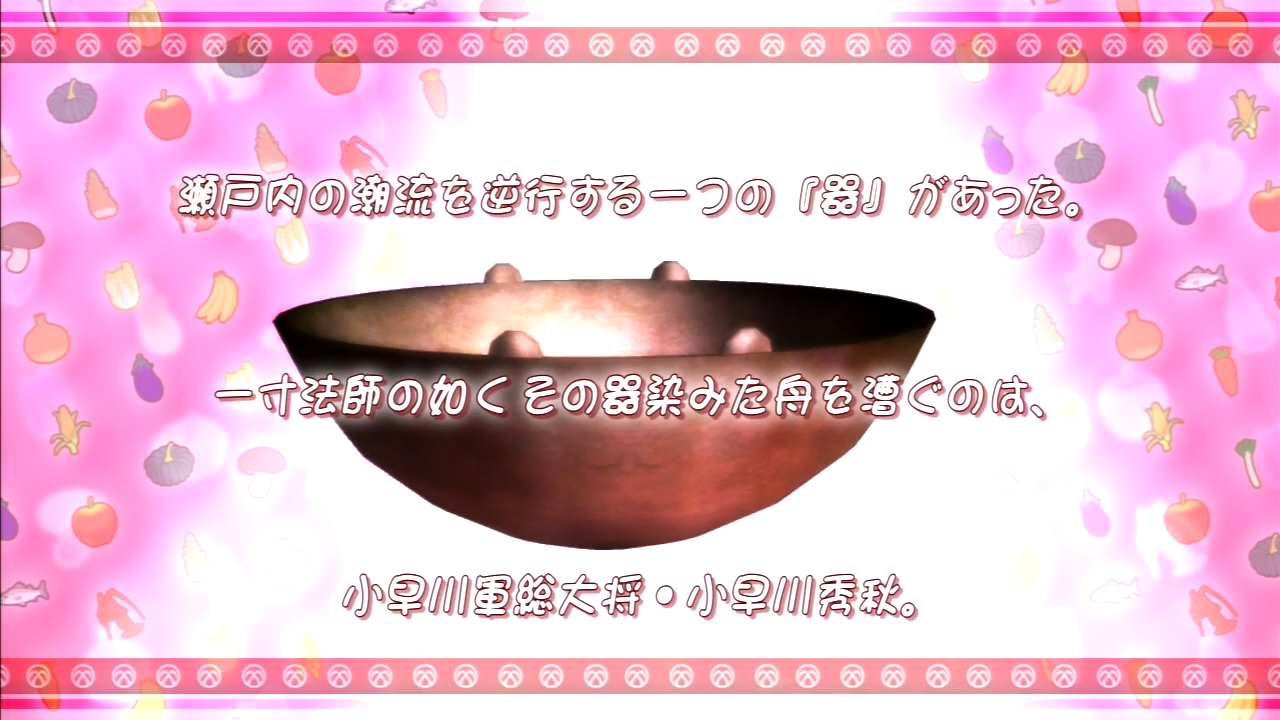 瀬戸内の潮流を逆行する一つの『器』があった。
一寸法師の如くその器染みた舟を漕ぐのは、
小早川軍総大将・小早川秀秋。